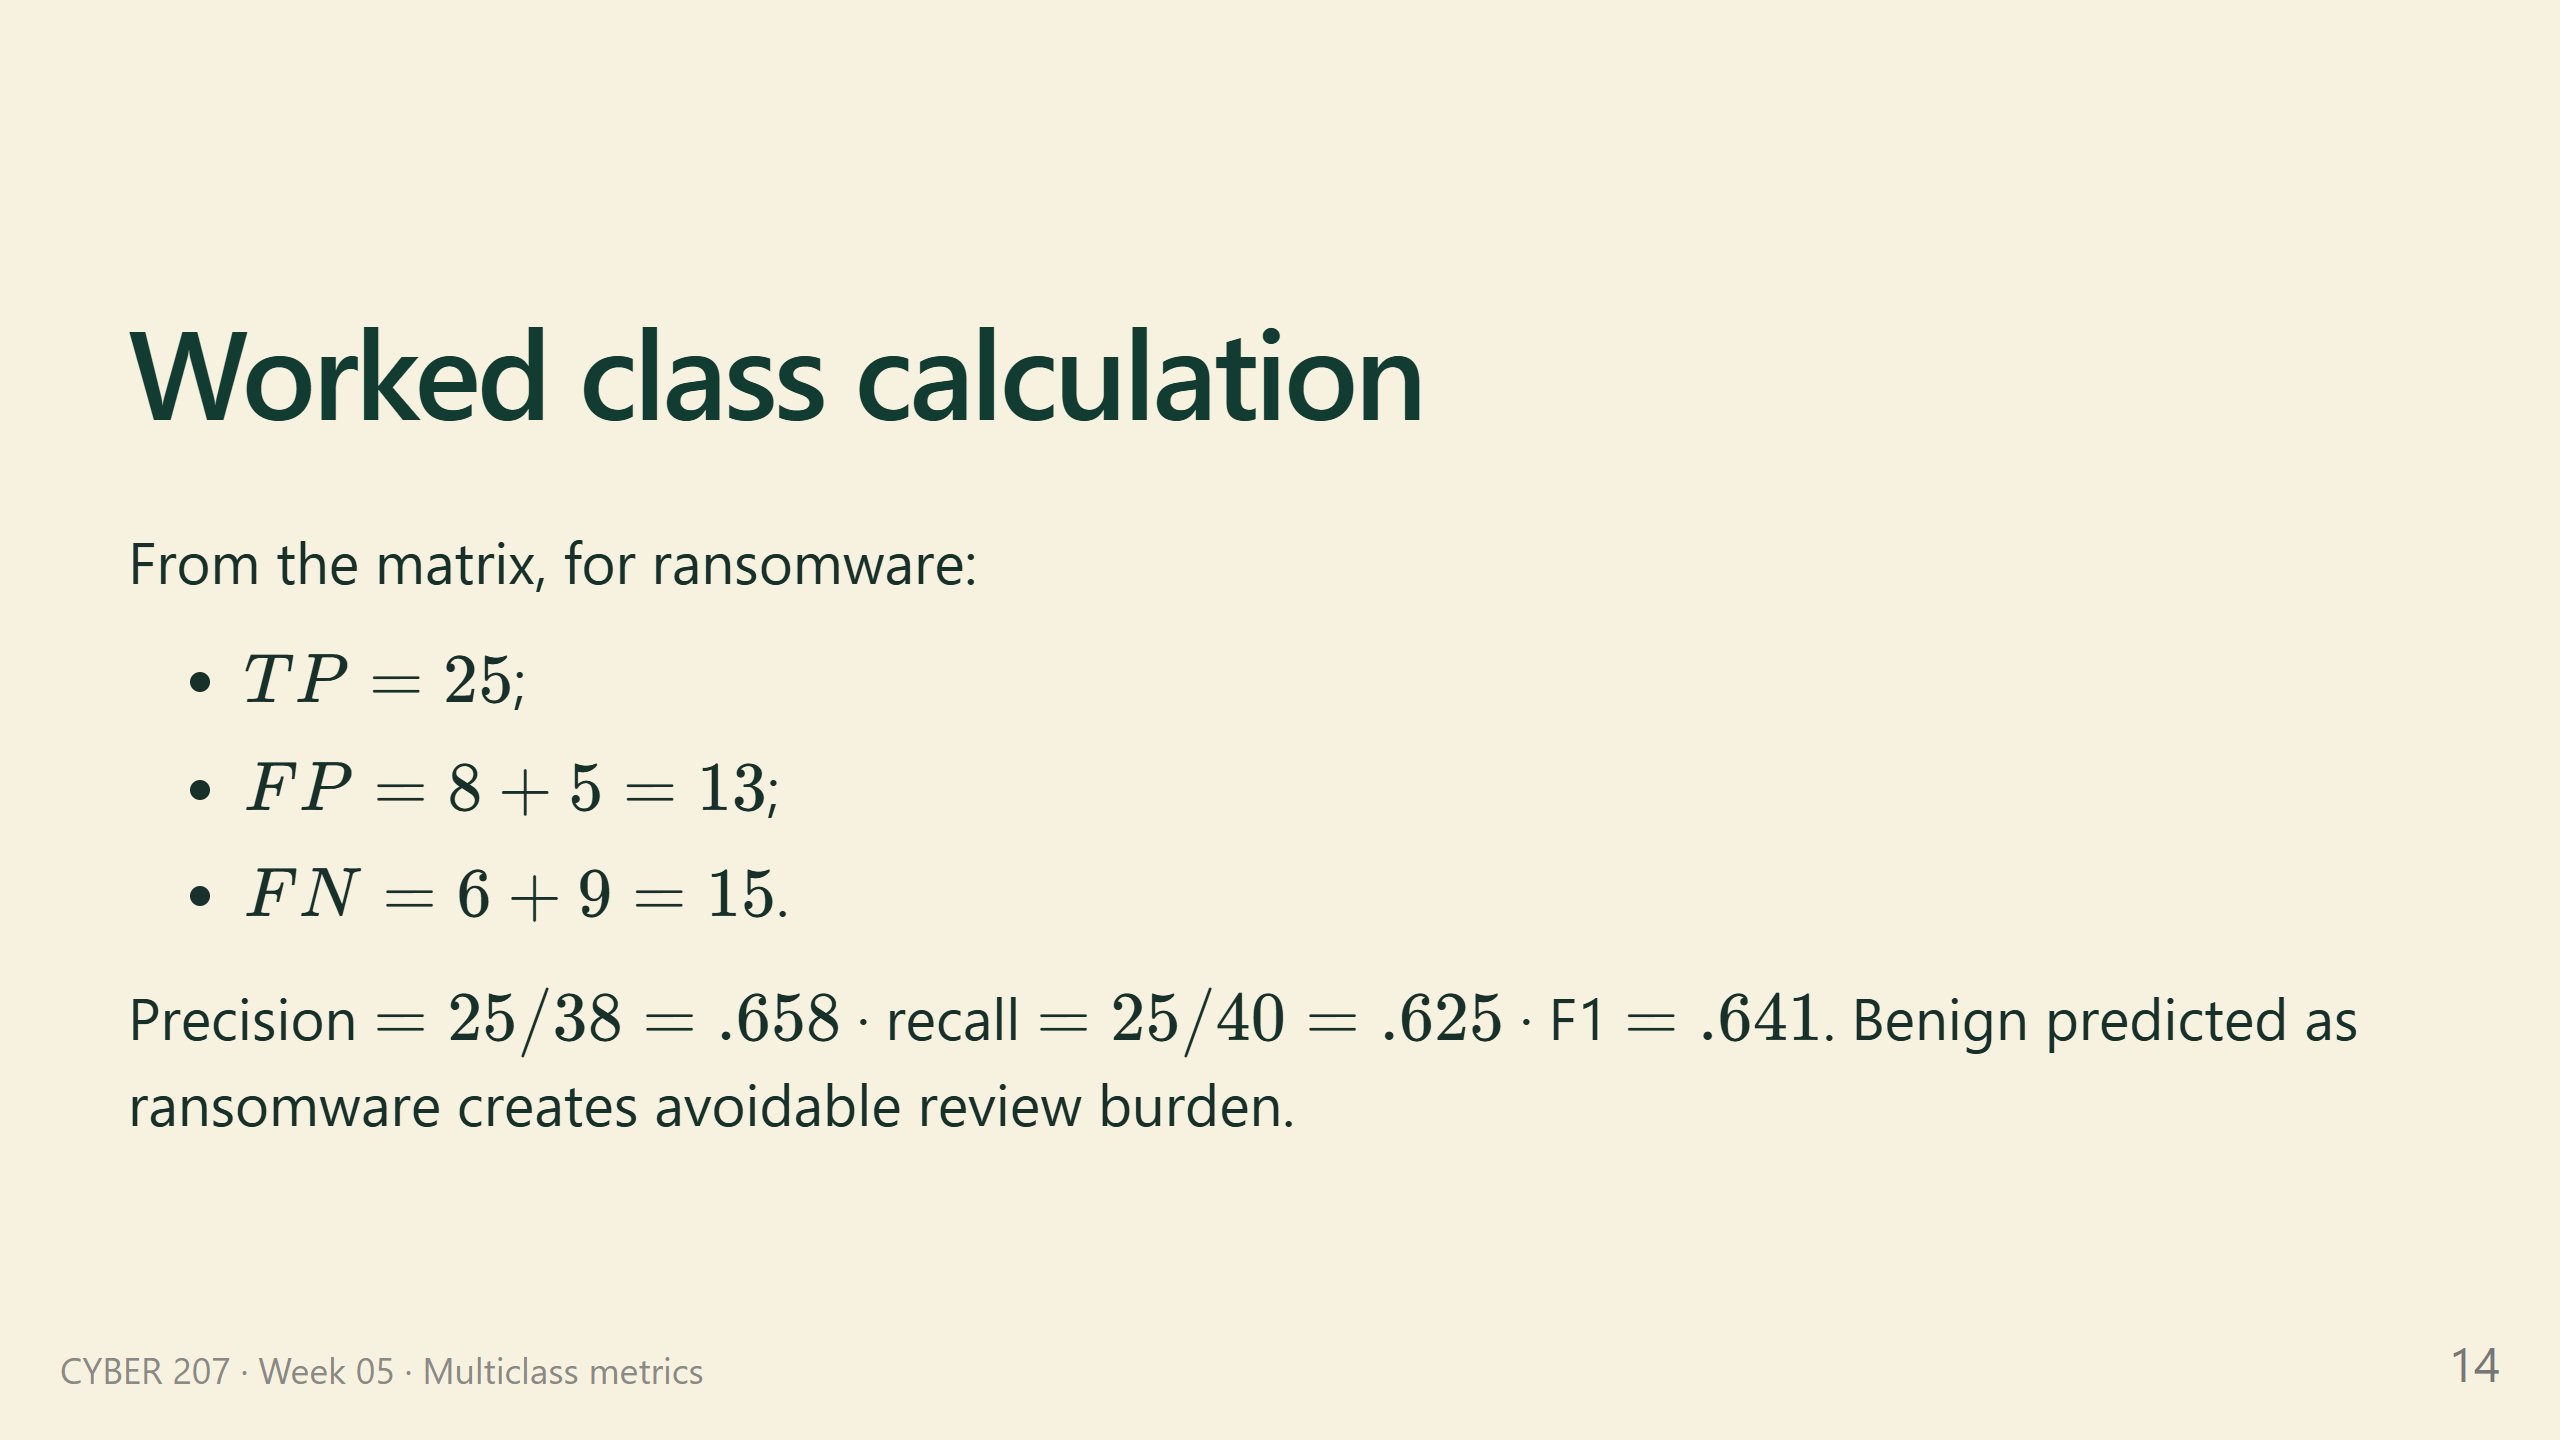 Worked class calculation
From the matrix, for ransomware:
• TP = 25;
• FP = 8 + 5 = 13;
• FN = 6 + 9 = 15.
Precision = 25/38 = .658 · recall = 25/40 = .625 · F1 = .641. Benign predicted as
ransomware creates avoidable review burden.
CYBER 207 · Week 05 · Multiclass metrics
14